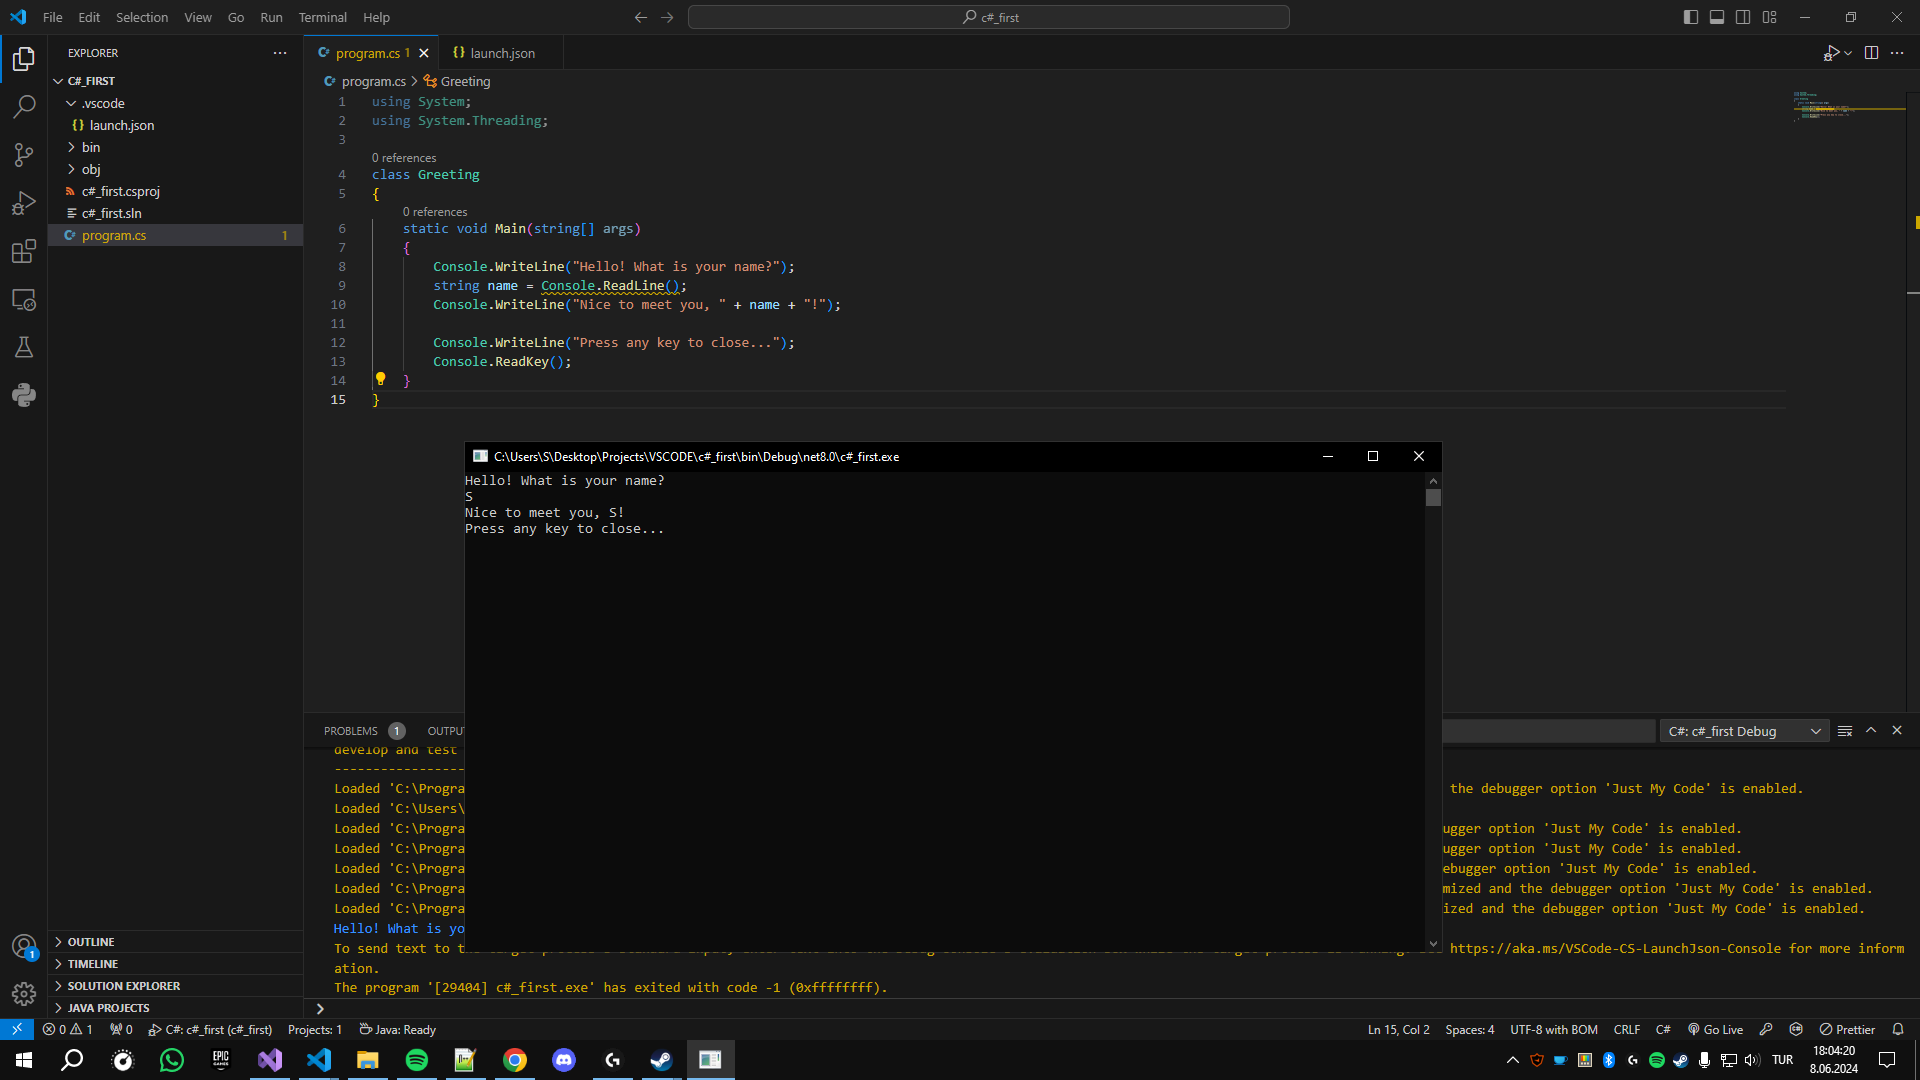 File Edit Selection View Go Run Terminal Help
c#_first
EXPLORER
C#_FIRST
.vscode
launch.json
bin
obj
c#_first.csproj
c#_first.sln
program.cs 1
program.cs 1
launch.json
program.cs > Greeting
1 using System;
2 using System.Threading;
3
0 references
4 class Greeting
5 {
0 references
6 static void Main(string[] args)
7 {
8 Console.WriteLine("Hello! What is your name?");
9 string name = Console.ReadLine();
10 Console.WriteLine("Nice to meet you, " + name + "!");
11
12 Console.WriteLine("Press any key to close...");
13 Console.ReadKey();
14 }
15 }
C:\Users\S\Desktop\Projects\VSCODE\c#_first\bin\Debug\net8.0\c#_first.exe
Hello! What is your name?
S
Nice to meet you, S!
Press any key to close...
PROBLEMS 1 OUTPU
C#: c#_first Debug
develop and test
------------------
Loaded 'C:\Progra the debugger option 'Just My Code' is enabled.
Loaded 'C:\Users\
Loaded 'C:\Progra ugger option 'Just My Code' is enabled.
Loaded 'C:\Progra ugger option 'Just My Code' is enabled.
Loaded 'C:\Progra ebugger option 'Just My Code' is enabled.
Loaded 'C:\Progra mized and the debugger option 'Just My Code' is enabled.
Loaded 'C:\Progra ized and the debugger option 'Just My Code' is enabled.
Hello! What is yo
To send text to t https://aka.ms/VSCode-CS-LaunchJson-Console for more inform
ation.
The program '[29404] c#_first.exe' has exited with code -1 (0xffffffff).
OUTLINE
TIMELINE
SOLUTION EXPLORER
JAVA PROJECTS
1
0 1 0 C#: c#_first (c#_first) Projects: 1 Java: Ready
Ln 15, Col 2 Spaces: 4 UTF-8 with BOM CRLF C# Go Live Prettier
EPIC GAMES
TUR
18:04:20
8.06.2024